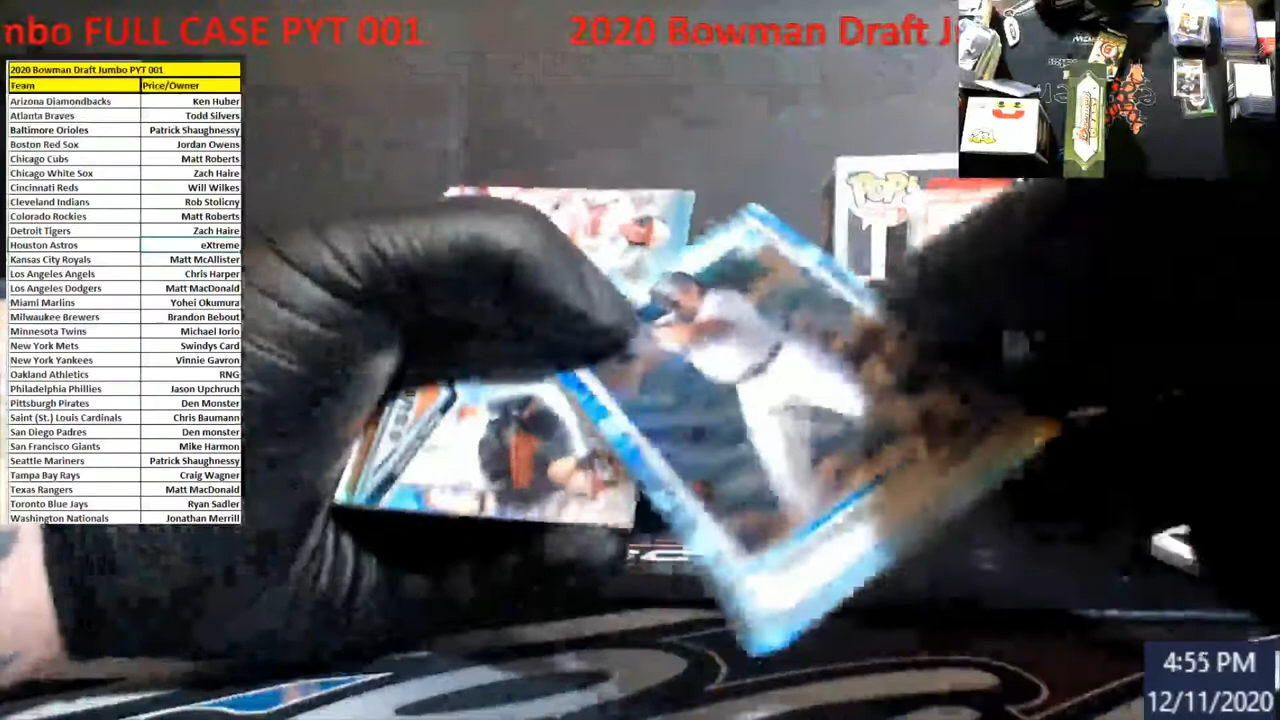 mbo FULL CASE PYT 001 2020 Bowman Draft J
2020 Bowman Draft Jumbo PYT 001
Team Price/Owner
Arizona Diamondbacks Ken Huber
Atlanta Braves Todd Silvers
Baltimore Orioles Patrick Shaughnessy
Boston Red Sox Jordan Owens
Chicago Cubs Matt Roberts
Chicago White Sox Zach Haire
Cincinnati Reds Will Wilkes
Cleveland Indians Rob Stolicny
Colorado Rockies Matt Roberts
Detroit Tigers Zach Haire
Houston Astros eXtreme
Kansas City Royals Matt McAllister
Los Angeles Angels Chris Harper
Los Angeles Dodgers Matt MacDonald
Miami Marlins Yohei Okumura
Milwaukee Brewers Brandon Bebout
Minnesota Twins Michael Iorio
New York Mets Swindys Card
New York Yankees Vinnie Gavron
Oakland Athletics RNG
Philadelphia Phillies Jason Upchruch
Pittsburgh Pirates Den Monster
Saint (St.) Louis Cardinals Chris Baumann
San Diego Padres Den monster
San Francisco Giants Mike Harmon
Seattle Mariners Patrick Shaughnessy
Tampa Bay Rays Craig Wagner
Texas Rangers Matt MacDonald
Toronto Blue Jays Ryan Sadler
Washington Nationals Jonathan Merrill
POP!
4:55 PM
12/11/2020